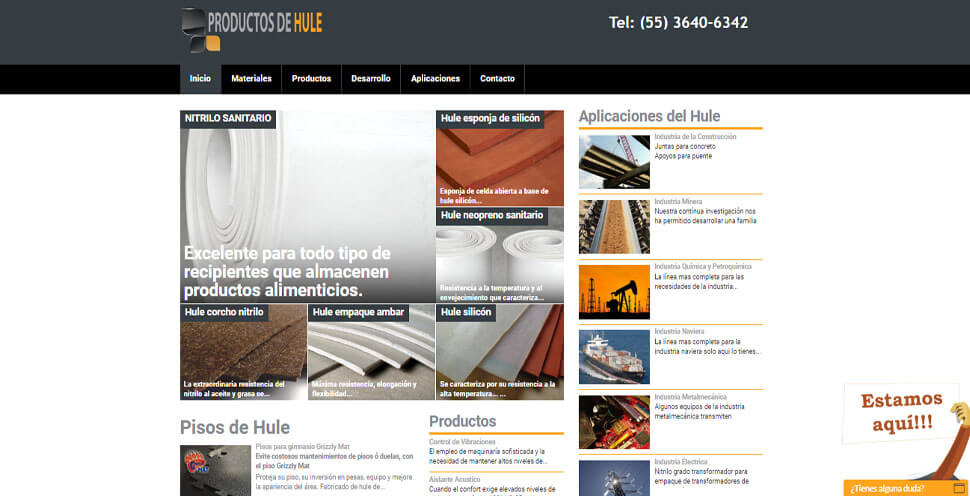 PRODUCTOS DE HULE
Tel: (55) 3640-6342
Inicio
Materiales
Productos
Desarrollo
Aplicaciones
Contacto
NITRILO SANITARIO
Excelente para todo tipo de
recipientes que almacenen
productos alimenticios.
Hule esponja de silicón
Esponja de celda abierta a base de
hule silicón...
Hule neopreno sanitario
Resistencia a la temperatura y al
envejecimiento que caracteriza...
Hule corcho nitrilo
La extraordinaria resistencia del
nitrilo al aceite y grasa se...
Hule empaque ambar
Máxima resistencia, elongación y
flexibilidad...
Hule silicón
Se caracteriza por su resistencia a la
alta temperatura... ...
Pisos de Hule
Pisos para gimnasio Grizzly Mat
Evite costosos mantenimientos de pisos ó duelas, con
el piso Grizzly Mat
Proteja su piso, su inversión en pesas, equipo y mejore
la apariencia de área. Fabricado de hule de...
Productos
Control de Vibraciones
El empleo de maquinaría sofisticada y la
necesidad de mantener altos niveles de...
Aislante Acustico
Cuando el confort exige elevados niveles
Aplicaciones del Hule
Industria de la Construcción
Juntas para concreto
Apoyos para puente
Industria Minera
Nuestra continua investigación nos
ha permitido desarrollar una familia
Industria Química y Petroquímica
La línea mas completa para las
necesidades de la industria...
Industria Naviera
La línea mas completa para la
industria naviera solo aquí lo tienes...
Industria Metalmecánica
Algunos equipos de la industria
metalmecánica transmiten
Industria Eléctrica
Nitrilo grado transformador para
empaque de transformadores de
Estamos
aquí!!!
¿Tienes alguna duda?